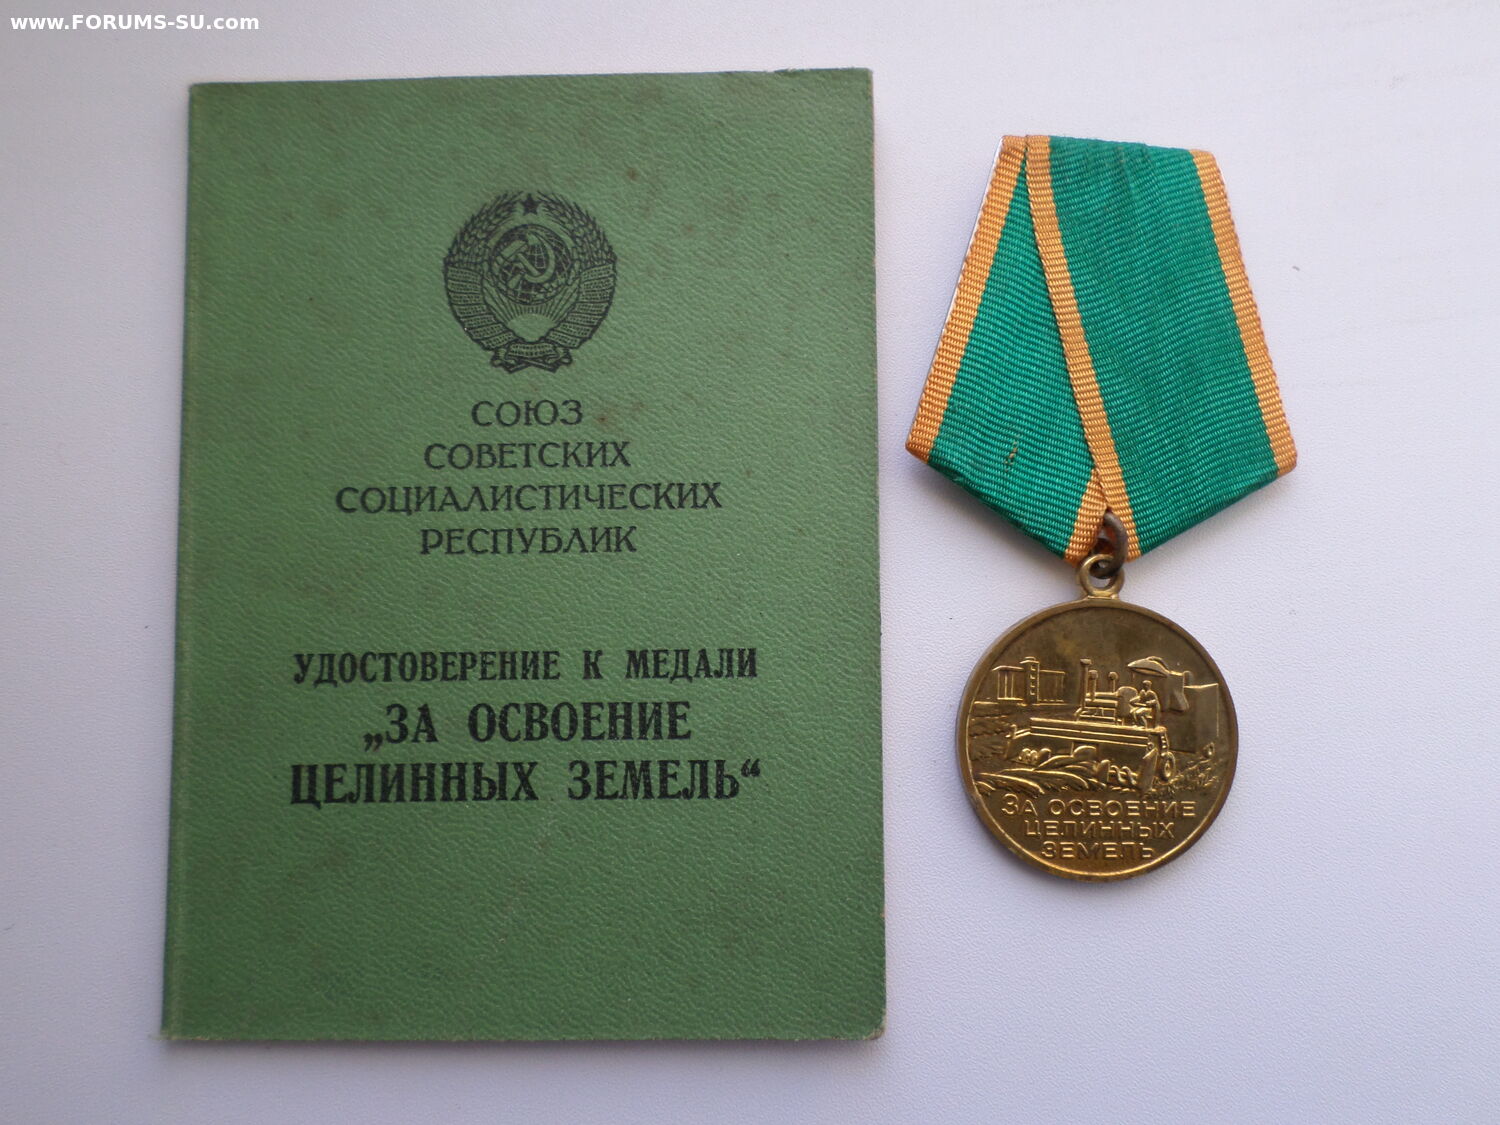 www.FORUMS-SU.com
СОЮЗ
СОВЕТСКИХ
СОЦИАЛИСТИЧЕСКИХ
РЕСПУБЛИК
УДОСТОВЕРЕНИЕ К МЕДАЛИ
„ЗА ОСВОЕНИЕ
ЦЕЛИННЫХ ЗЕМЕЛЬ“
ЗА ОСВОЕНИЕ
ЦЕЛИННЫХ
ЗЕМЕЛЬ